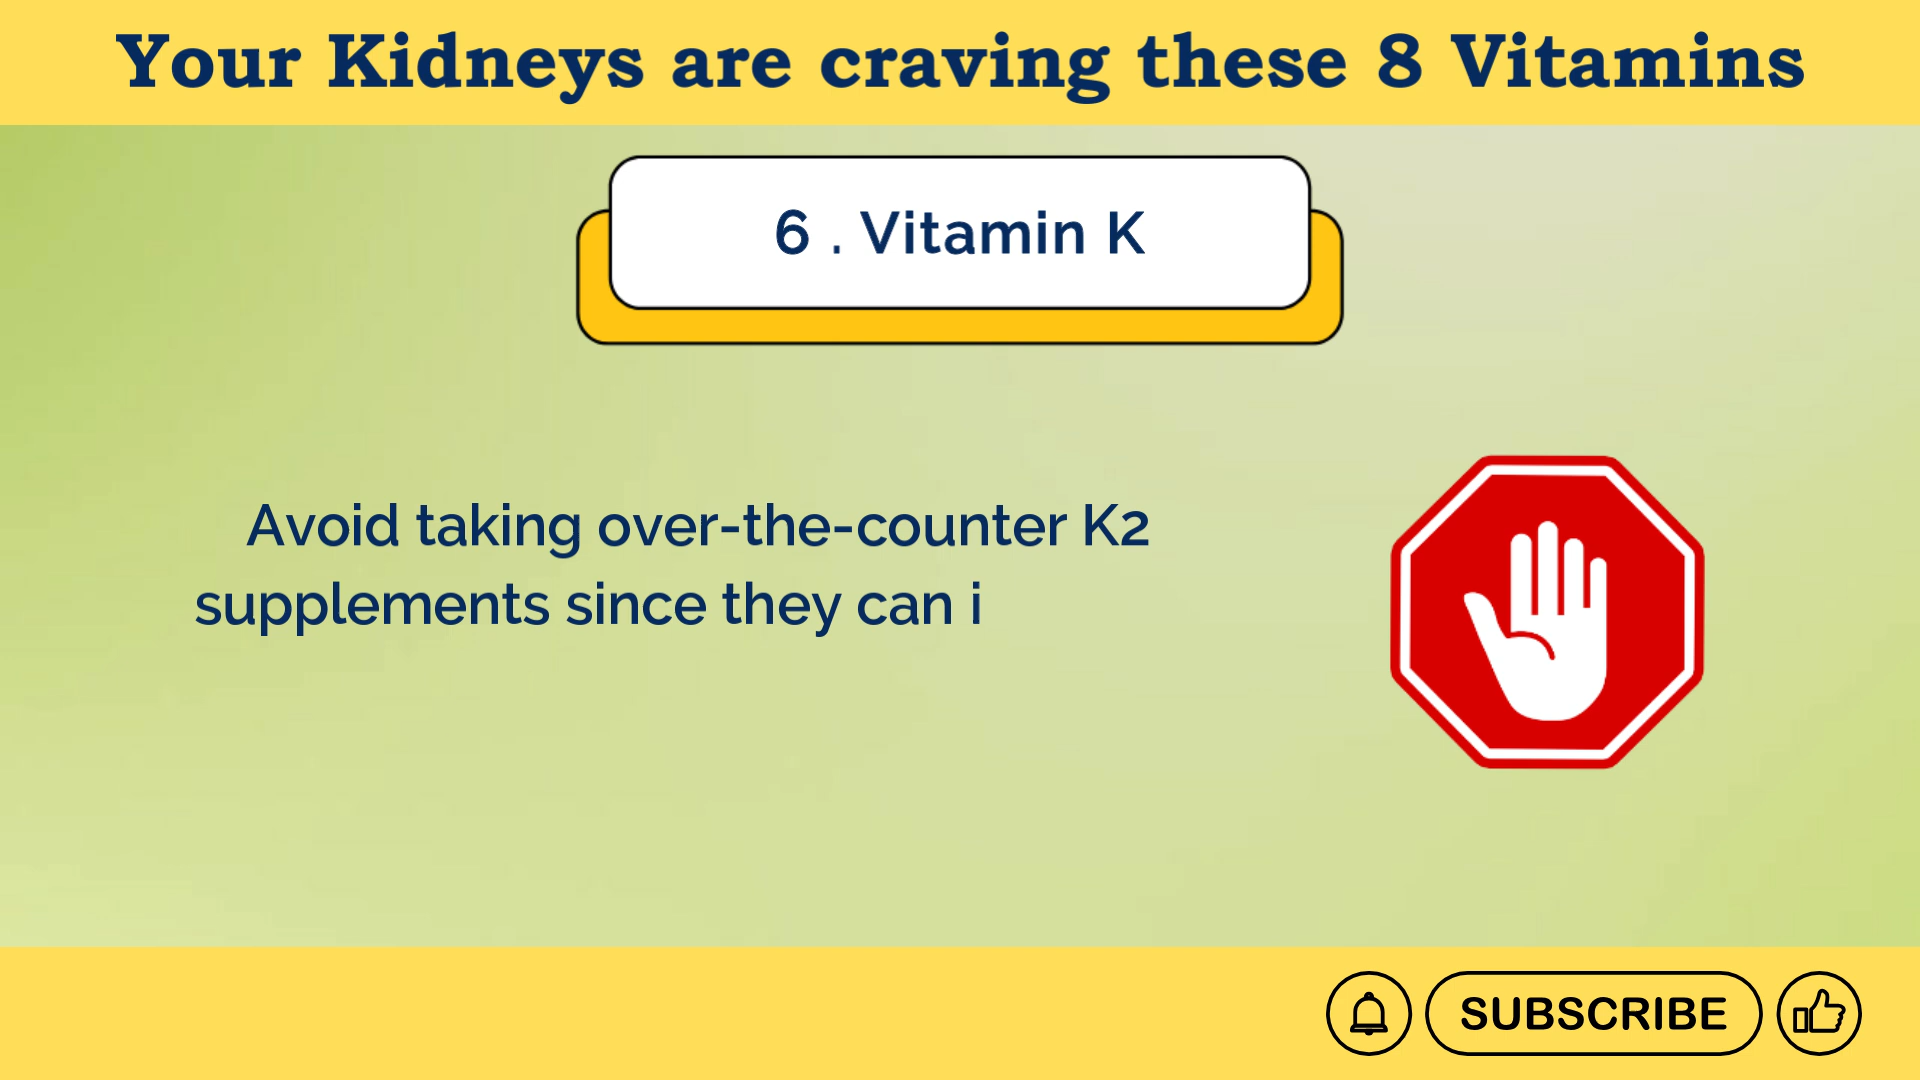 Your Kidneys are craving these 8 Vitamins
6 . Vitamin K
Avoid taking over-the-counter K2
supplements since they can i
SUBSCRIBE